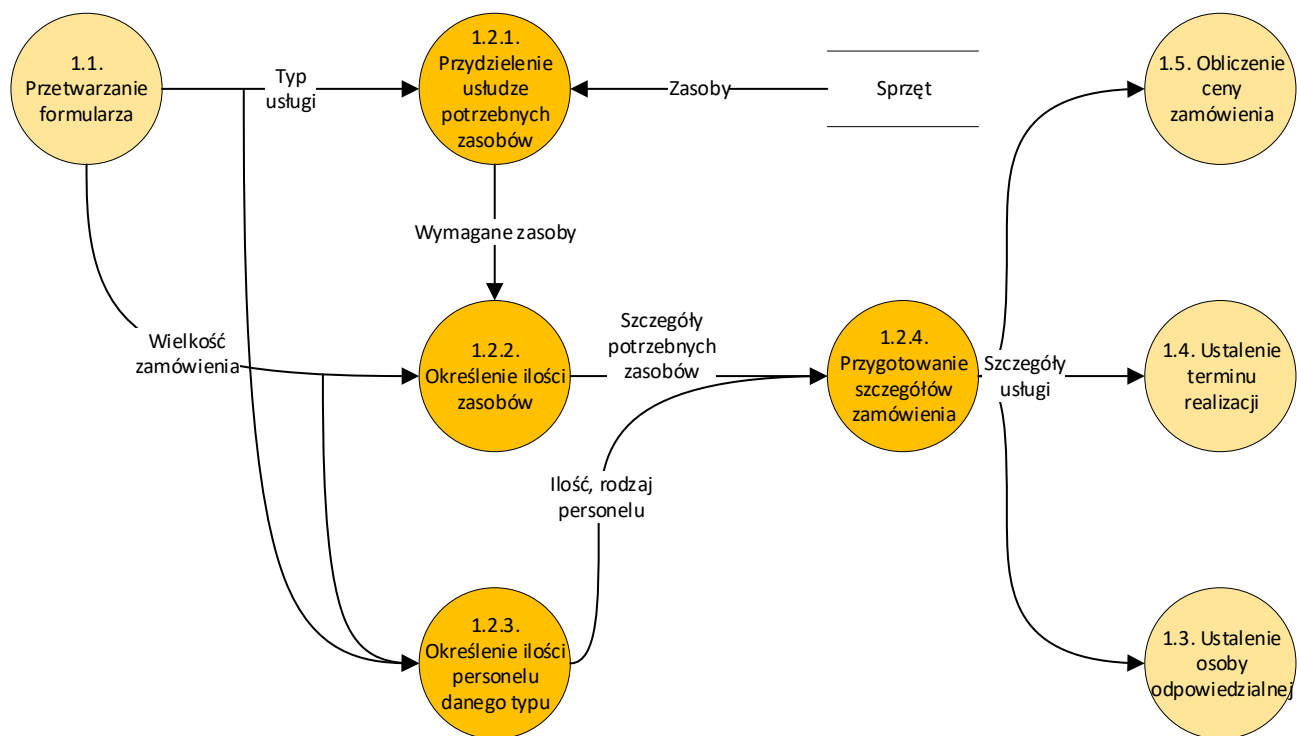 1.1.
Przetwarzanie
formularza
Typ
usługi
1.2.1.
Przydzielenie
usłudze
potrzebnych
zasobów
Zasoby
Sprzęt
1.5. Obliczenie
ceny
zamówienia
Wymagane zasoby
Wielkość
zamówienia
1.2.2.
Określenie ilości
zasobów
Szczegóły
potrzebnych
zasobów
1.2.4.
Przygotowanie
szczegółów
zamówienia
Szczegóły
usługi
1.4. Ustalenie
terminu
realizacji
Ilość, rodzaj
personelu
1.2.3.
Określenie ilości
personelu
danego typu
1.3. Ustalenie
osoby
odpowiedzialnej